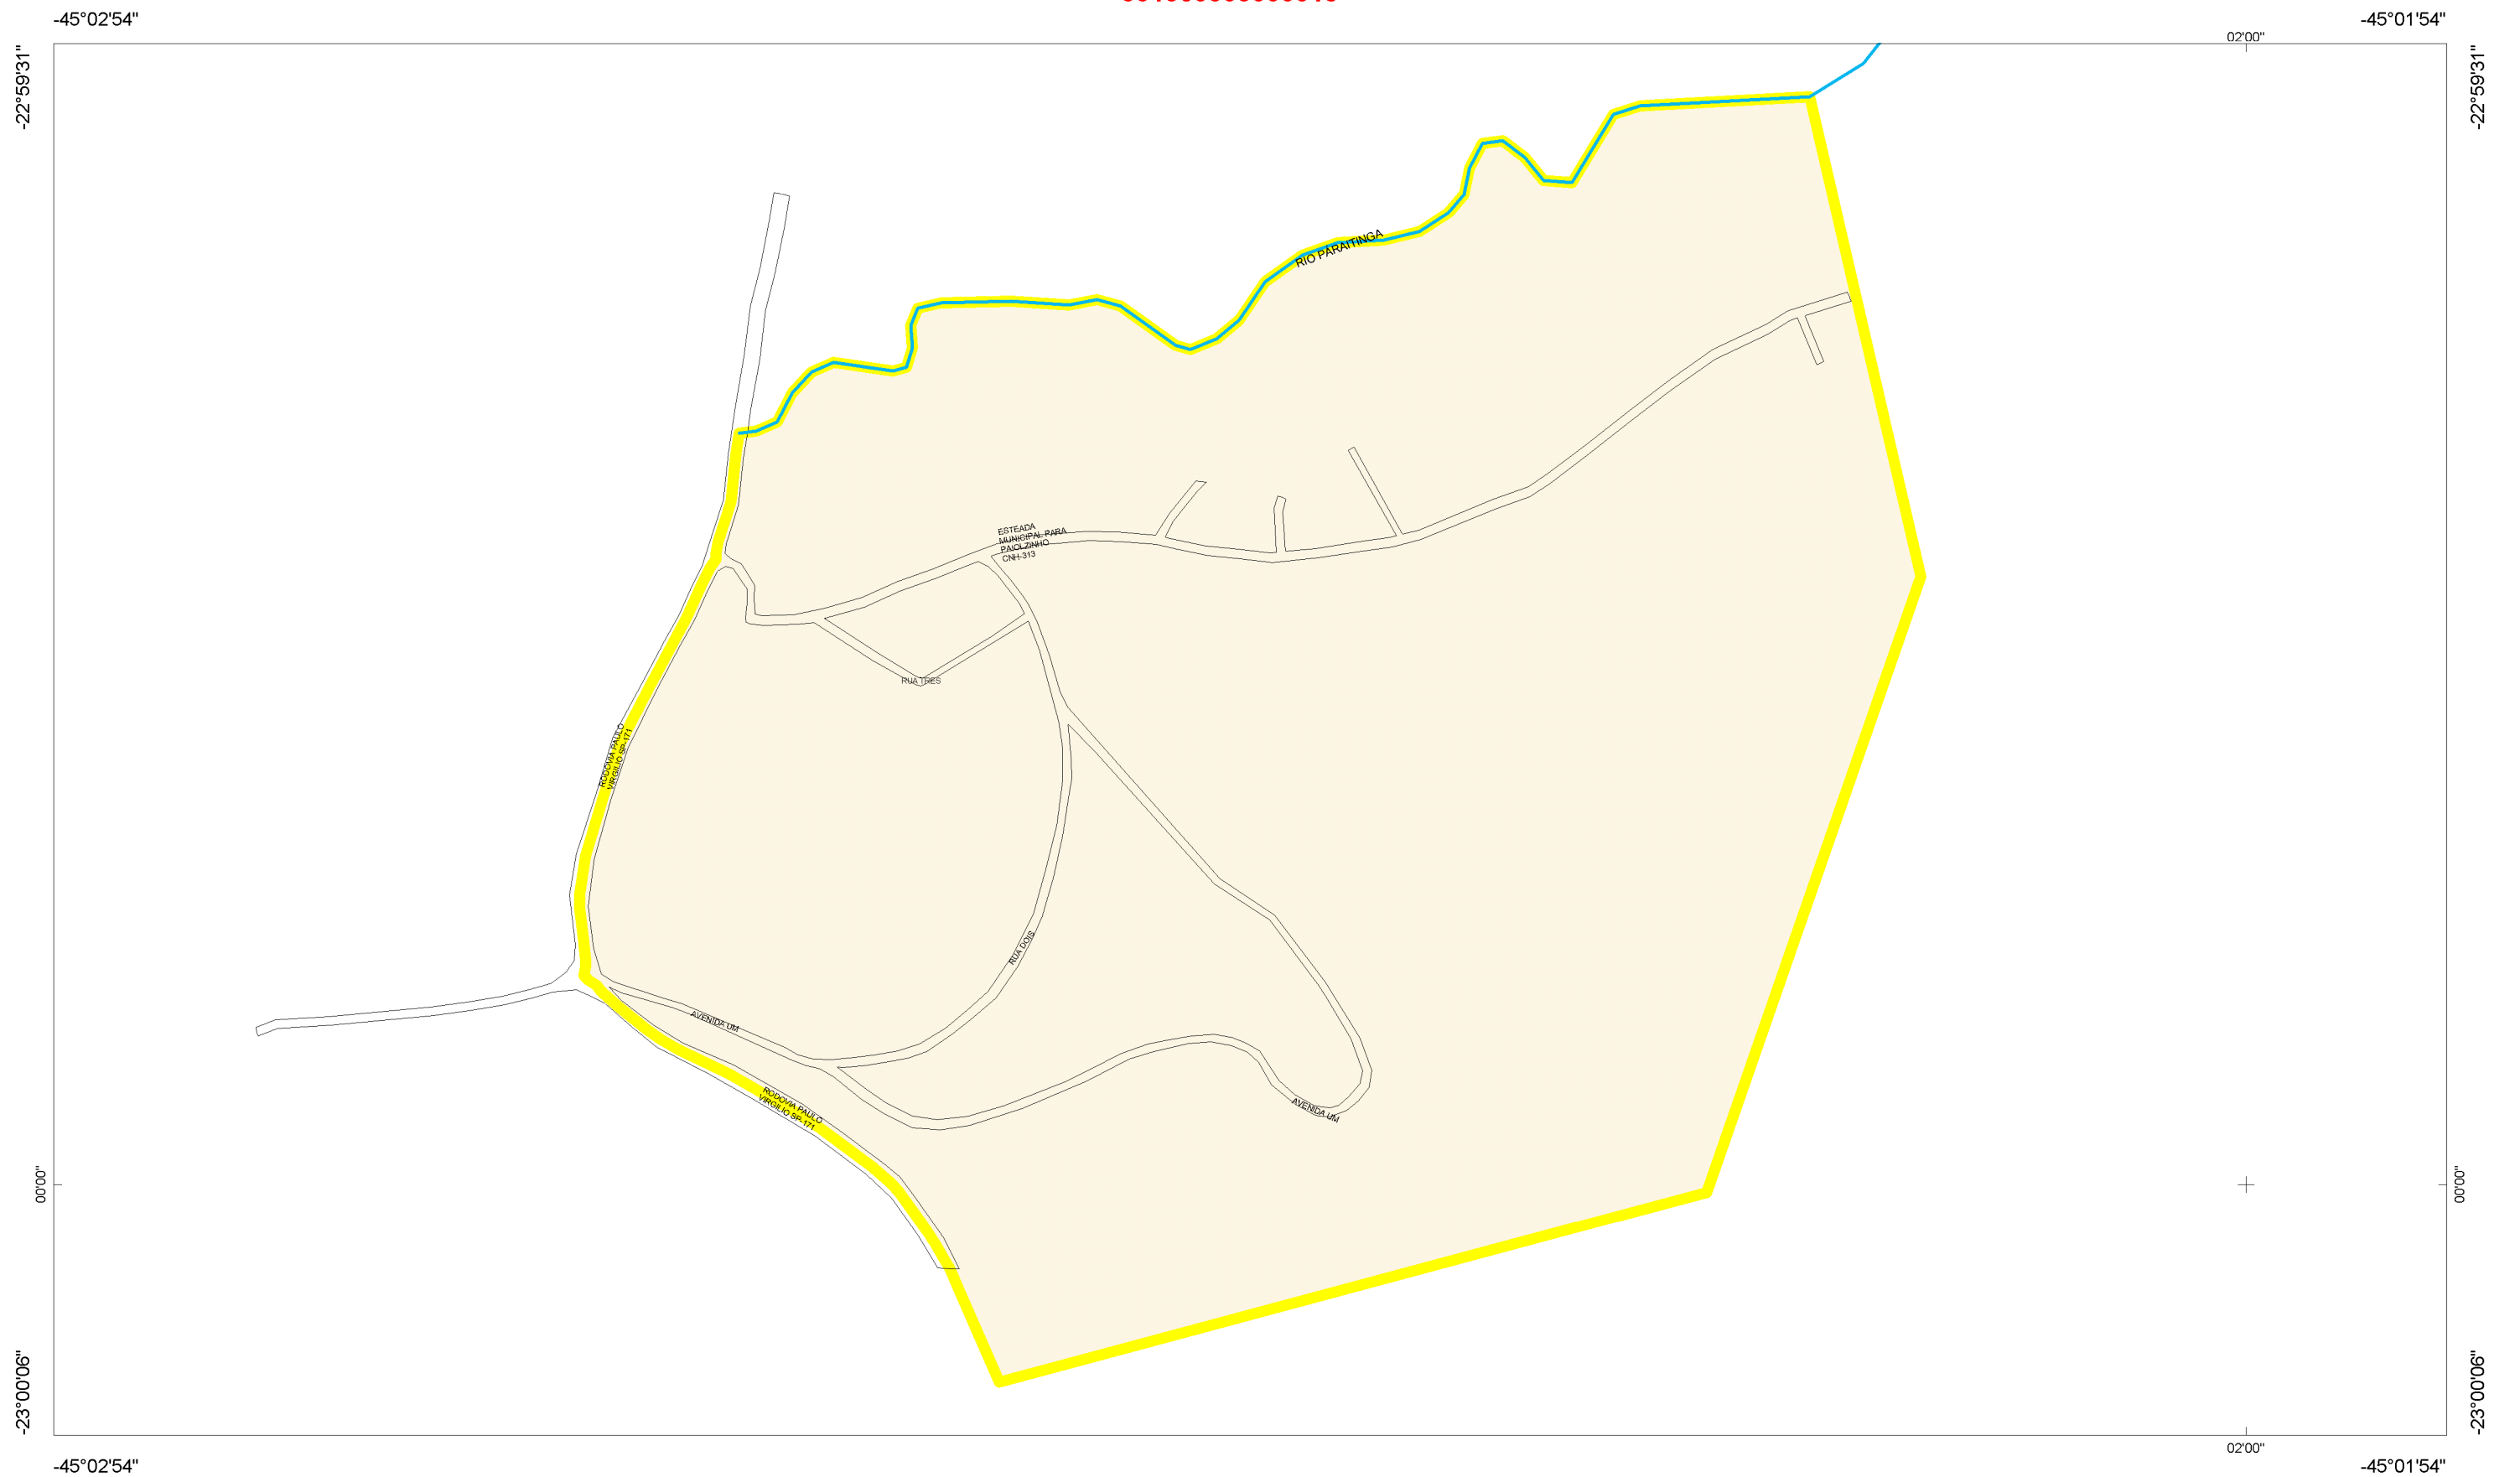 -45°02'54"
-45°01'54"
-22°59'31"
02'00"
-22°59'31"
RIO PARAITINGA
ESTEADA
MUNICIPAL PARA
PAIOLZINHO
CNH-313
RUA TRES
RODOVIA PAULO
VIRGILIO SP-171
RUA DOIS
AVENIDA UM
RODOVIA PAULO
VIRGILIO SP-171
AVENIDA UM
00'00"
00'00"
-23°00'06"
-23°00'06"
02'00"
-45°02'54"
-45°01'54"